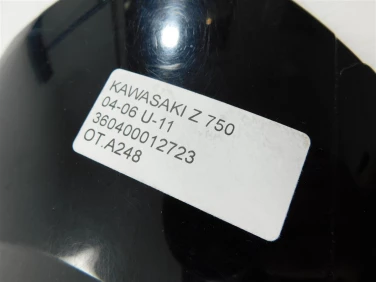 KAWASAKI Z 750
04-06 U-11
360400012723
OT.A248